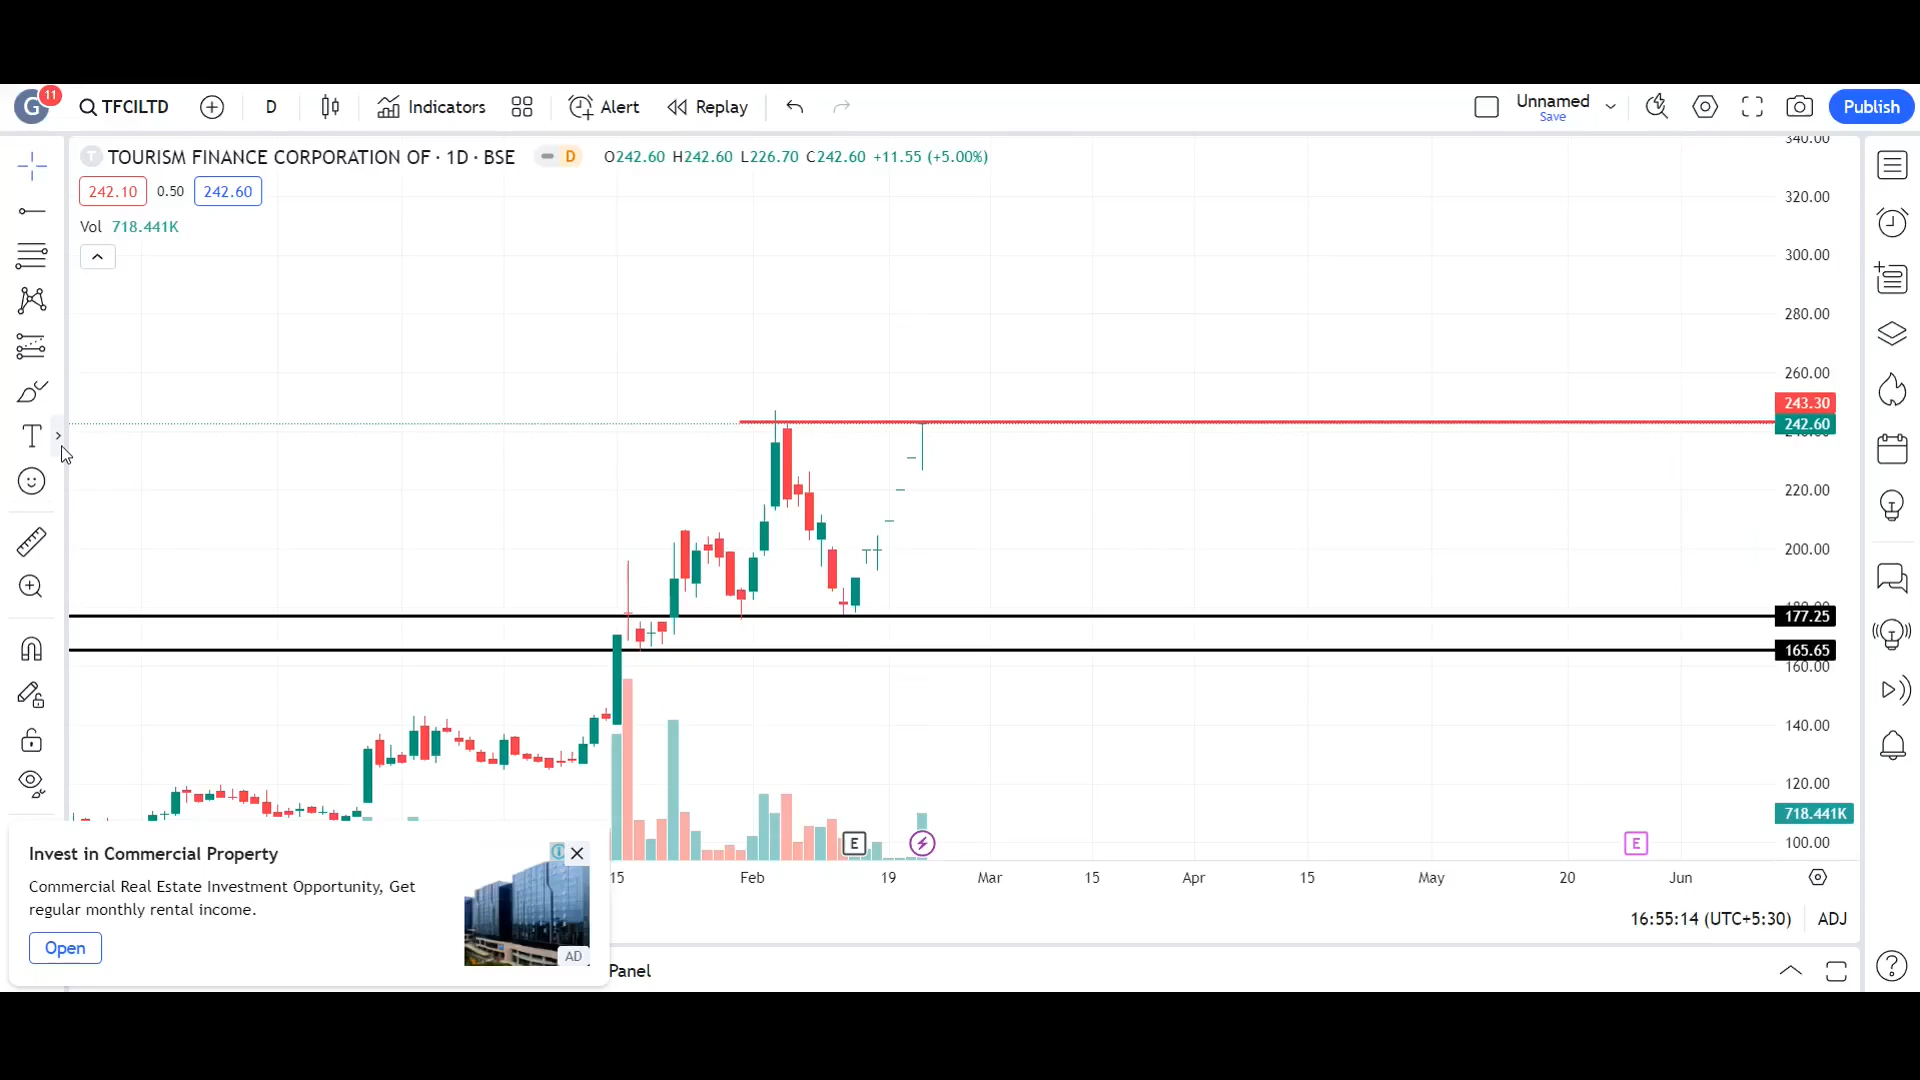 G 11 TFCILTD D Indicators Alert Replay Unnamed Save Publish
T TOURISM FINANCE CORPORATION OF · 1D · BSE D O242.60 H242.60 L226.70 C242.60 +11.55 (+5.00%)
242.10 0.50 242.60
Vol 718.441K
340.00
320.00
300.00
280.00
260.00
243.30
242.60
220.00
200.00
177.25
165.65
160.00
140.00
120.00
718.441K
100.00
E E
15 Feb 19 Mar 15 Apr 15 May 20 Jun
16:55:14 (UTC+5:30) ADJ
Invest in Commercial Property
Commercial Real Estate Investment Opportunity, Get
regular monthly rental income.
Open
AD
Panel